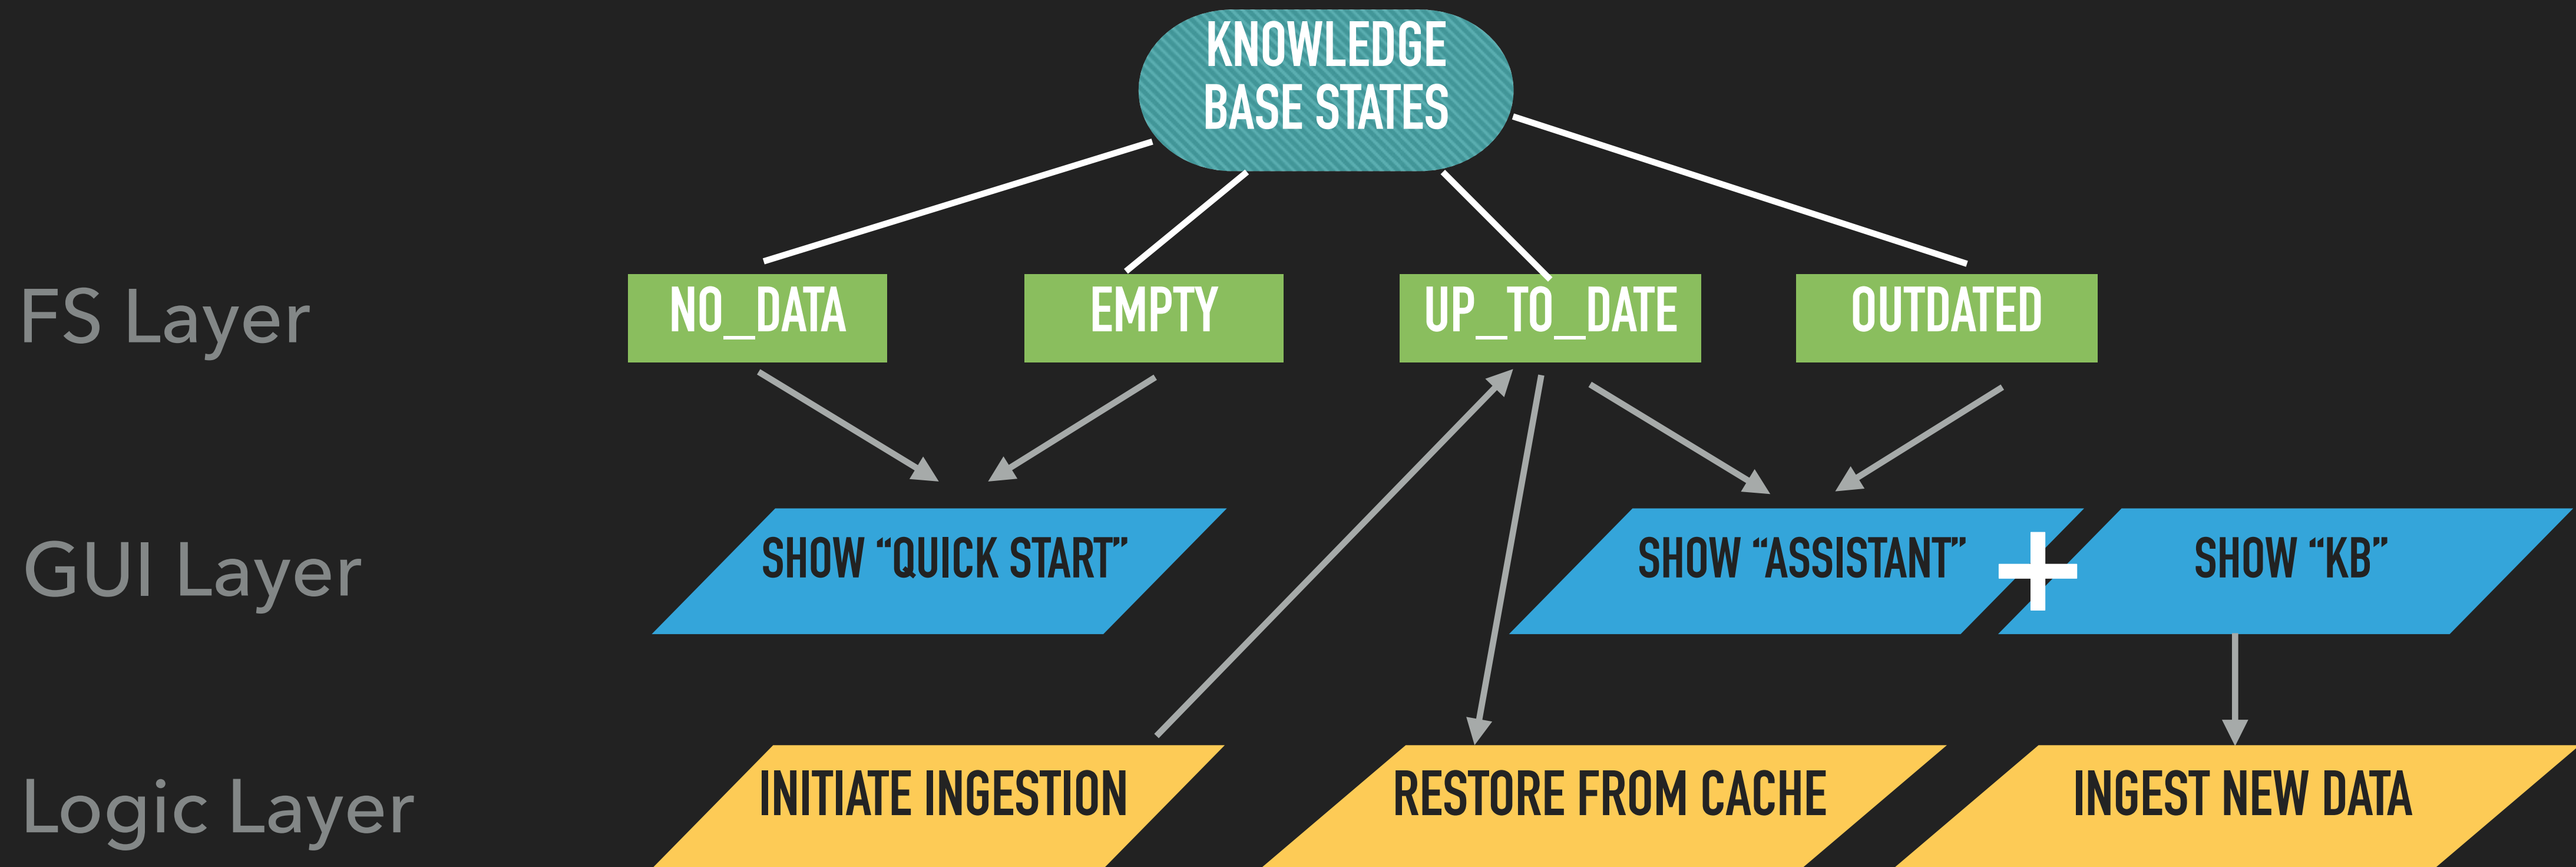 KNOWLEDGE
BASE STATES
FS Layer
NO_DATA
EMPTY
UP_TO_DATE
OUTDATED
GUI Layer
SHOW “QUICK START”
SHOW “ASSISTANT”
+
SHOW “KB”
Logic Layer
INITIATE INGESTION
RESTORE FROM CACHE
INGEST NEW DATA